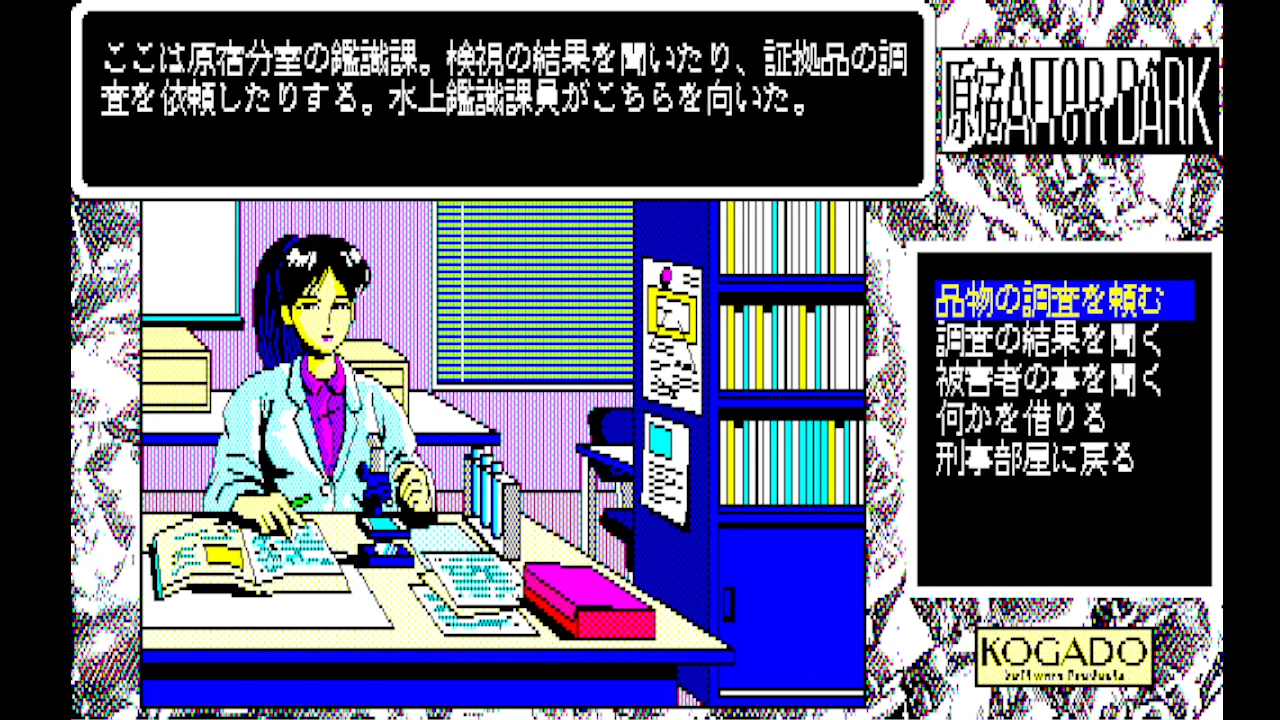 ここは原宿分室の鑑識課。検視の結果を聞いたり、証拠品の調
査を依頼したりする。水上鑑識課員がこちらを向いた。
原宿AFTER DARK
品物の調査を頼む
調査の結果を聞く
被害者の事を聞く
何かを借りる
刑事部屋に戻る
KOGADO
Software Products